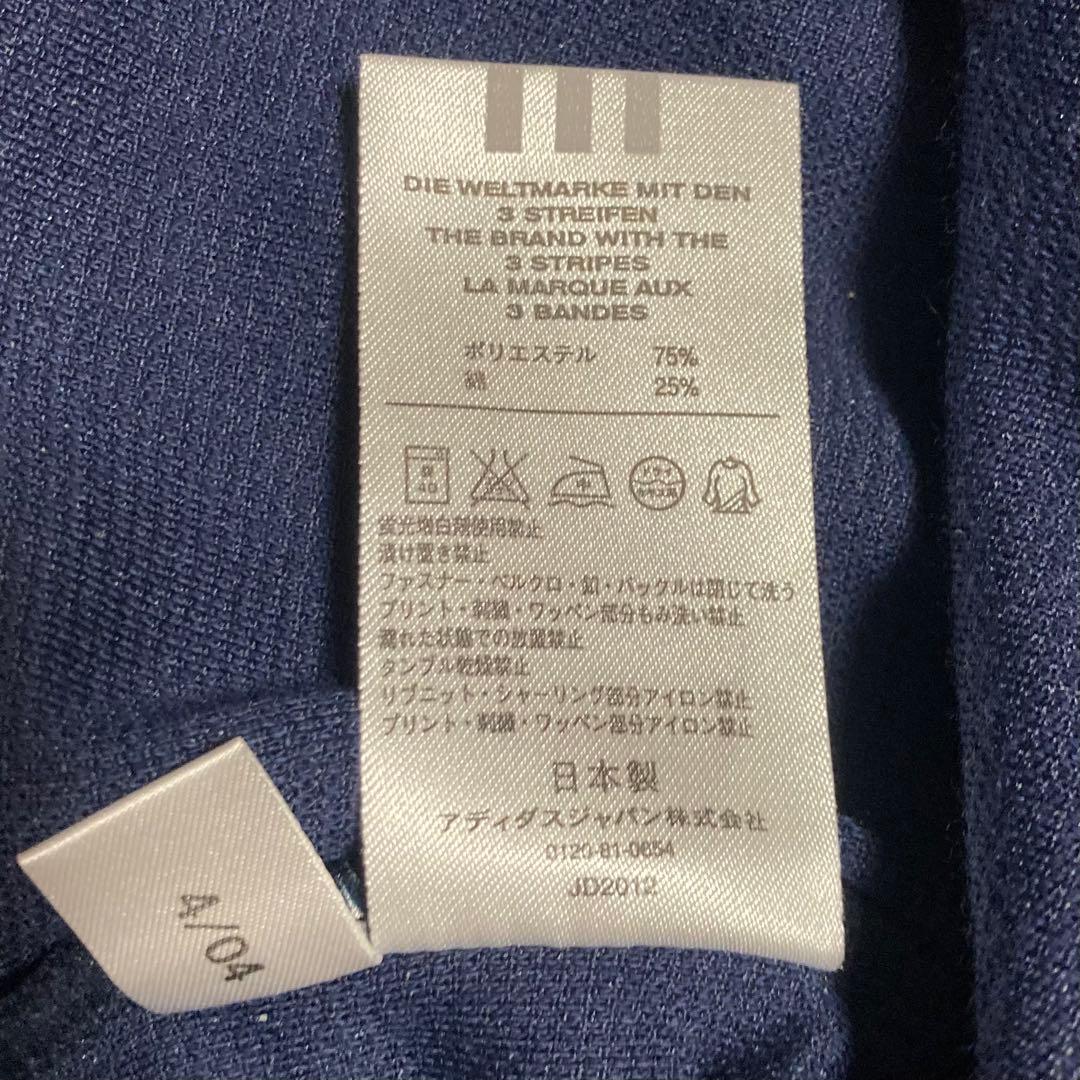 DIE WELTMARKE MIT DEN
3 STREIFEN
THE BRAND WITH THE
3 STRIPES
LA MARQUE AUX
3 BANDES
ポリエステル 75%
綿 25%
中
蛍光増白剤使用禁止
漬け置き禁止
ファスナー・ベルクロ・釦・バックルは閉じて洗う
プリント・刺繍・ワッペン部分もみ洗い禁止
濡れた状態での放置禁止
タンブル乾燥禁止
リブニット・シャーリング部分アイロン禁止
プリント・刺繍・ワッペン部分アイロン禁止
日本製
アディダスジャパン株式会社
0120-81-0654
JD2012
4/04